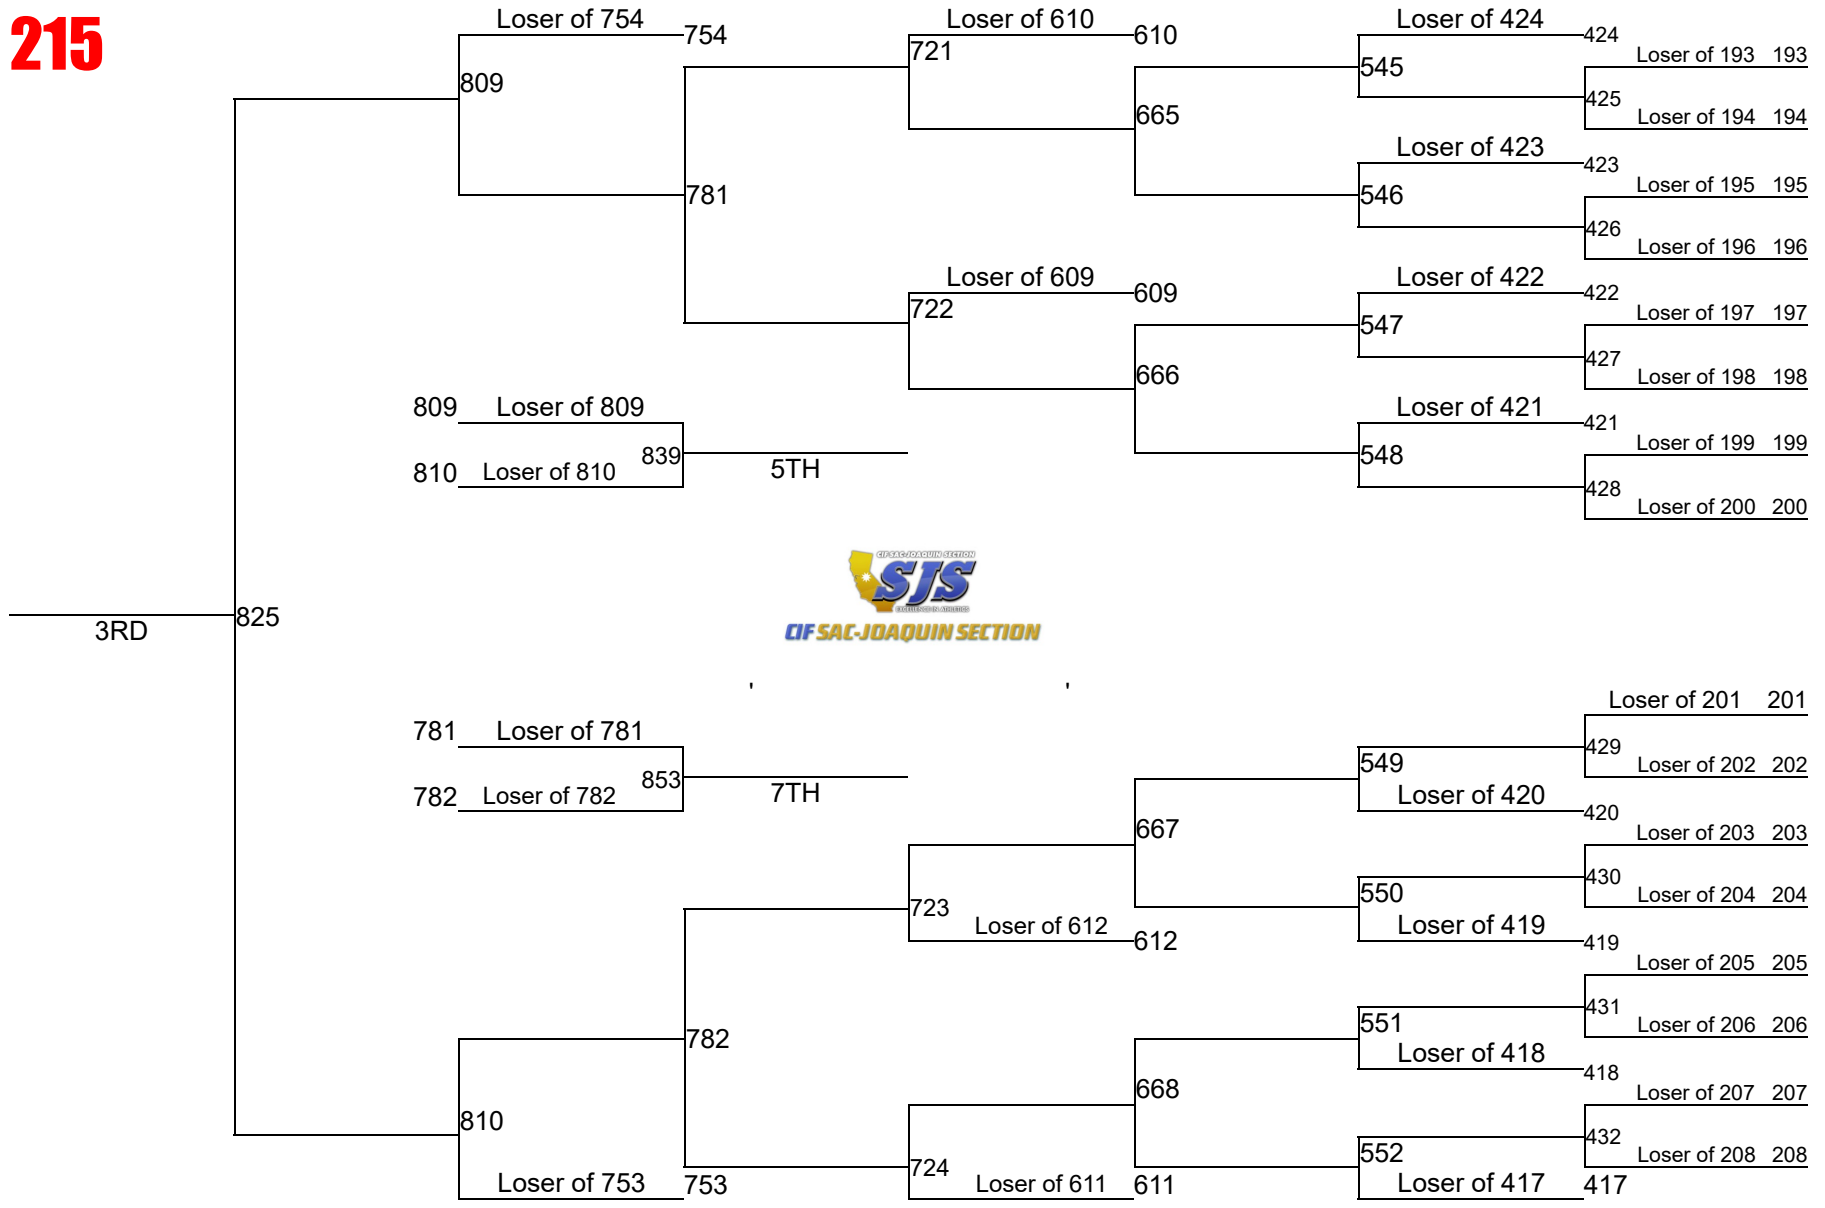 215
Loser of 754 754
Loser of 610 610
Loser of 424 424
721
545
Loser of 193 193
809
425
665
Loser of 194 194
Loser of 423 423
781
546
Loser of 195 195
426
Loser of 196 196
Loser of 609 609
Loser of 422 422
722
547
Loser of 197 197
427
666
Loser of 198 198
809 Loser of 809
Loser of 421 421
839
548
Loser of 199 199
5TH
810 Loser of 810
428
Loser of 200 200
CIF SAC-JOAQUIN SECTION
SJS
EXCELLENCE IN ATHLETICS
CIF SAC-JOAQUIN SECTION
825
3RD
' '
Loser of 201 201
781 Loser of 781
429
549
Loser of 202 202
853
7TH
782 Loser of 782
Loser of 420 420
667
Loser of 203 203
430
550
Loser of 204 204
723
Loser of 612 612
Loser of 419 419
Loser of 205 205
431
551
Loser of 206 206
782
Loser of 418 418
668
Loser of 207 207
810
432
552
Loser of 208 208
724
Loser of 753 753
Loser of 611 611
Loser of 417 417